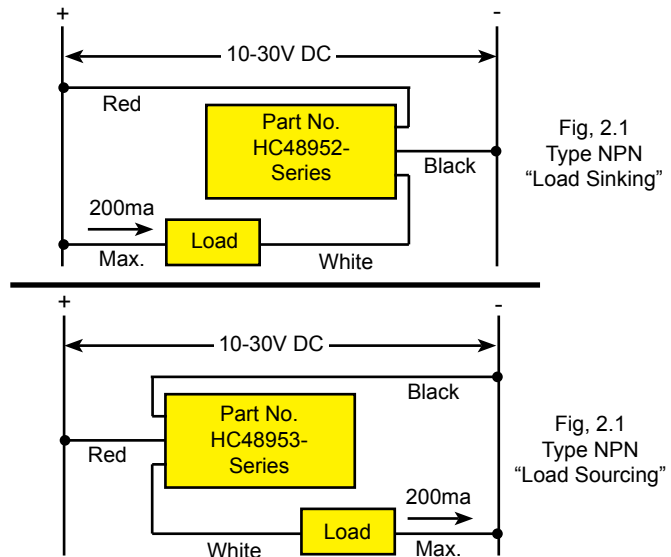 + -
10-30V DC
Red
Part No.
HC48952-
Series
Black
200ma
Load
Max.
White
Fig, 2.1
Type NPN
“Load Sinking”
+ -
10-30V DC
Black
Part No.
HC48953-
Series
Red
200ma
Load
White
Max.
Fig, 2.1
Type NPN
“Load Sourcing”